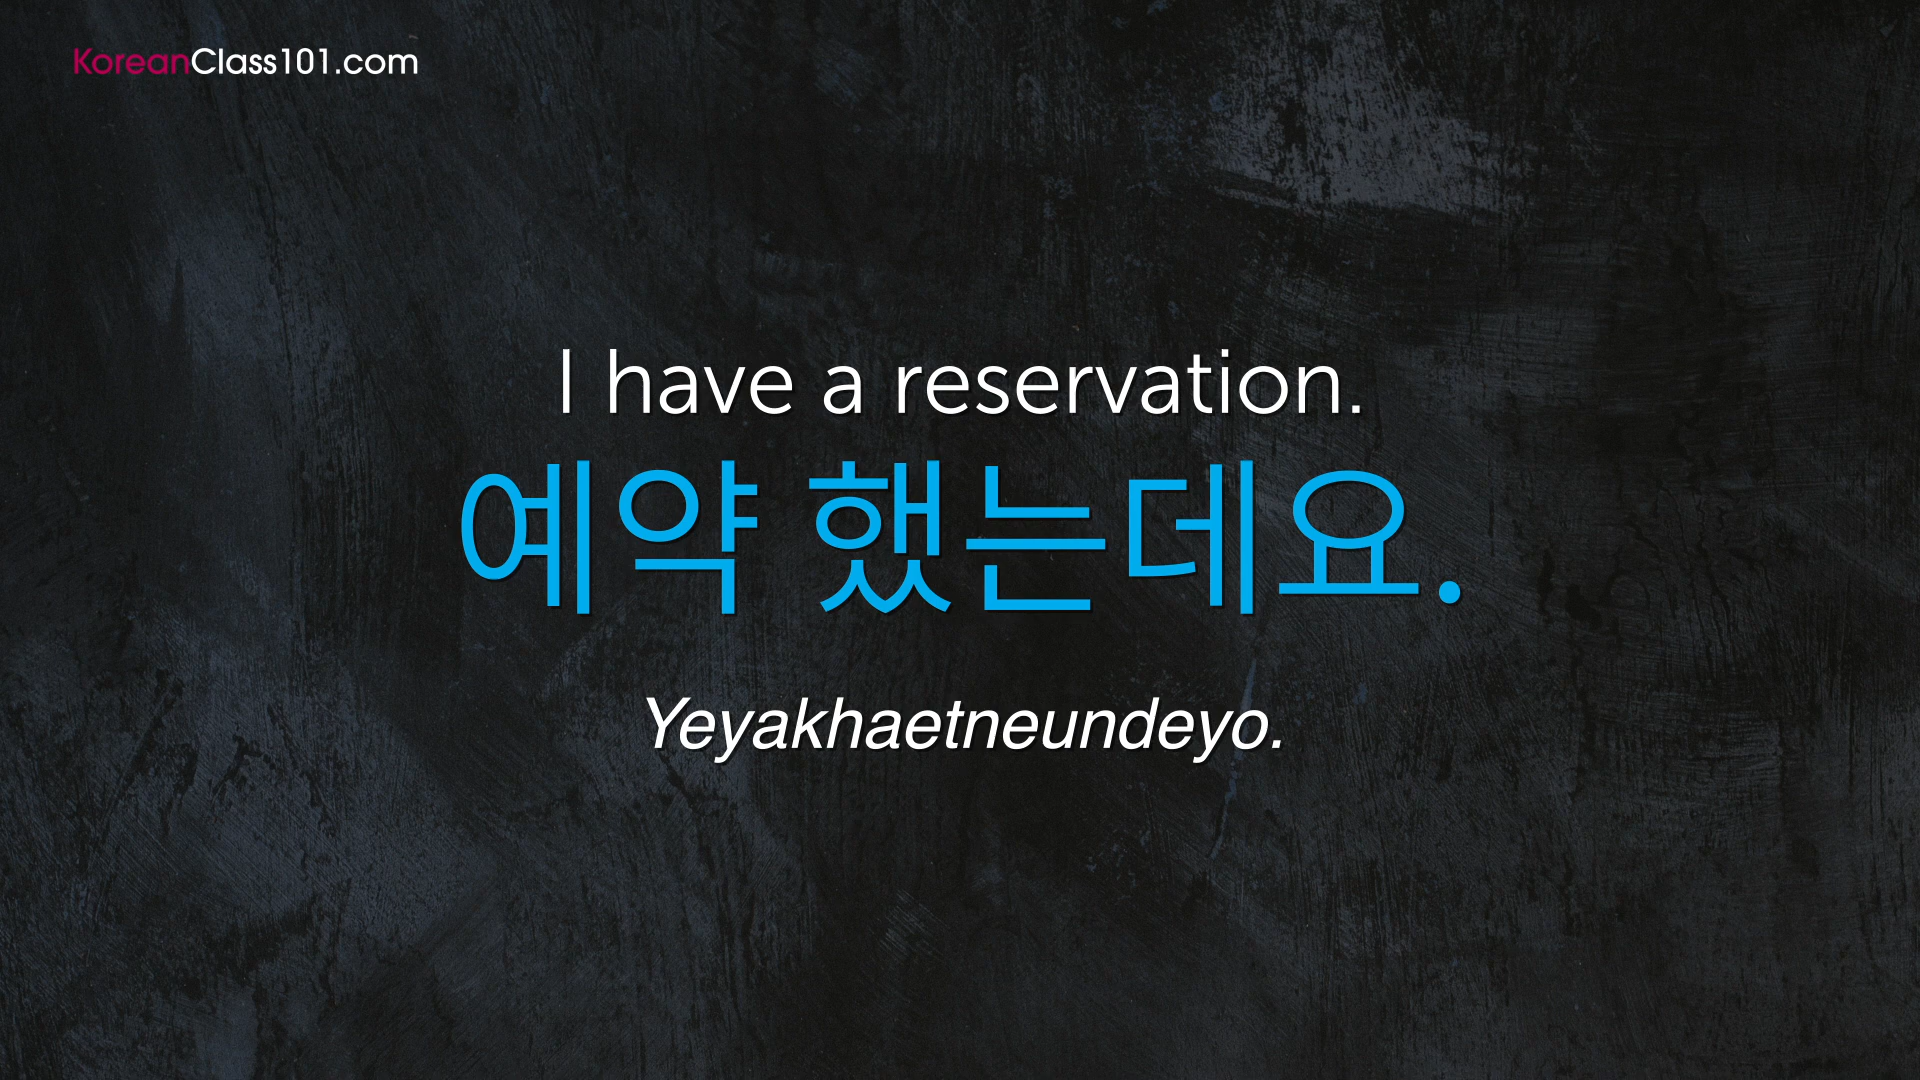 KoreanClass101.com
I have a reservation.
예약 했는데요.
Yeyakhaetneundeyo.